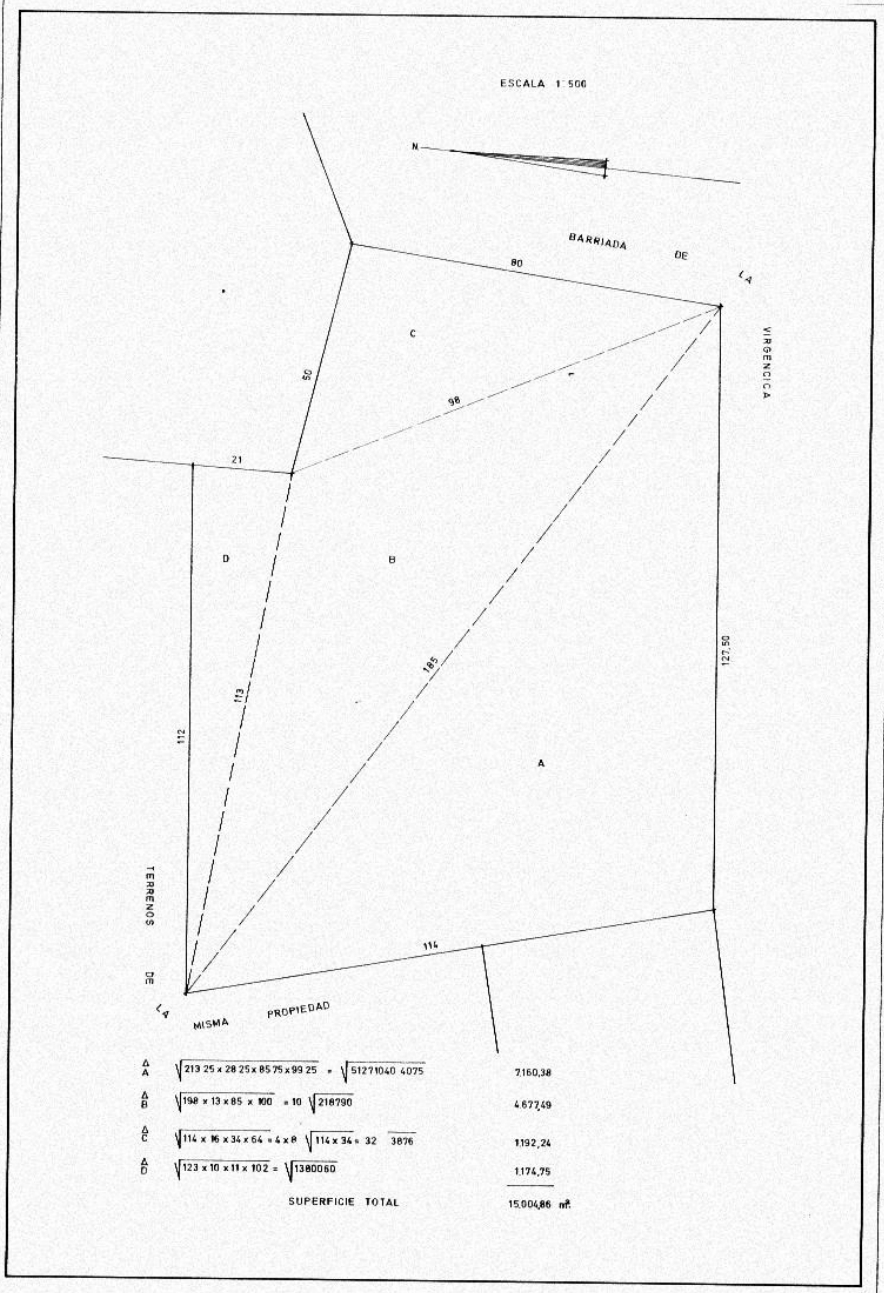 ESCALA 1:500
N.
BARRIADA DE LA VIRGENCICA
80
C
50
98
21
D
B
185
127,50
113
112
A
114
TERRENOS DE LA MISMA PROPIEDAD
Δ A √213 25 x 28 25 x 85 75 x 99 25 = √51271040 4075 7.160,38
Δ B √198 x 13 x 85 x 100 = 10 √218790 4.677,49
Δ C √114 x 16 x 34 x 64 = 4 x 8 √114 x 34 = 32 3876 1.192,24
Δ D √123 x 10 x 11 x 102 = √1380060 1.174,75
SUPERFICIE TOTAL 15.004,86 m².